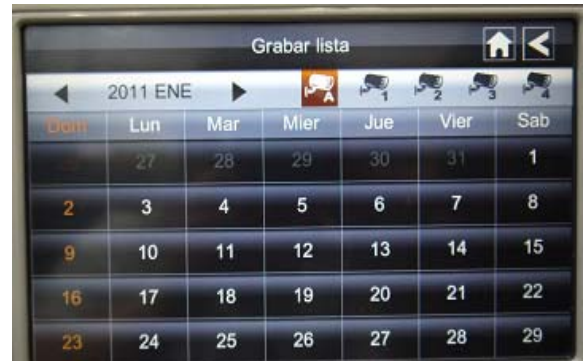 Grabar lista
2011 ENE A 1 2 3 4
Dom Lun Mar Mier Jue Vier Sab
27 28 29 30 31 1
2 3 4 5 6 7 8
9 10 11 12 13 14 15
16 17 18 19 20 21 22
23 24 25 26 27 28 29